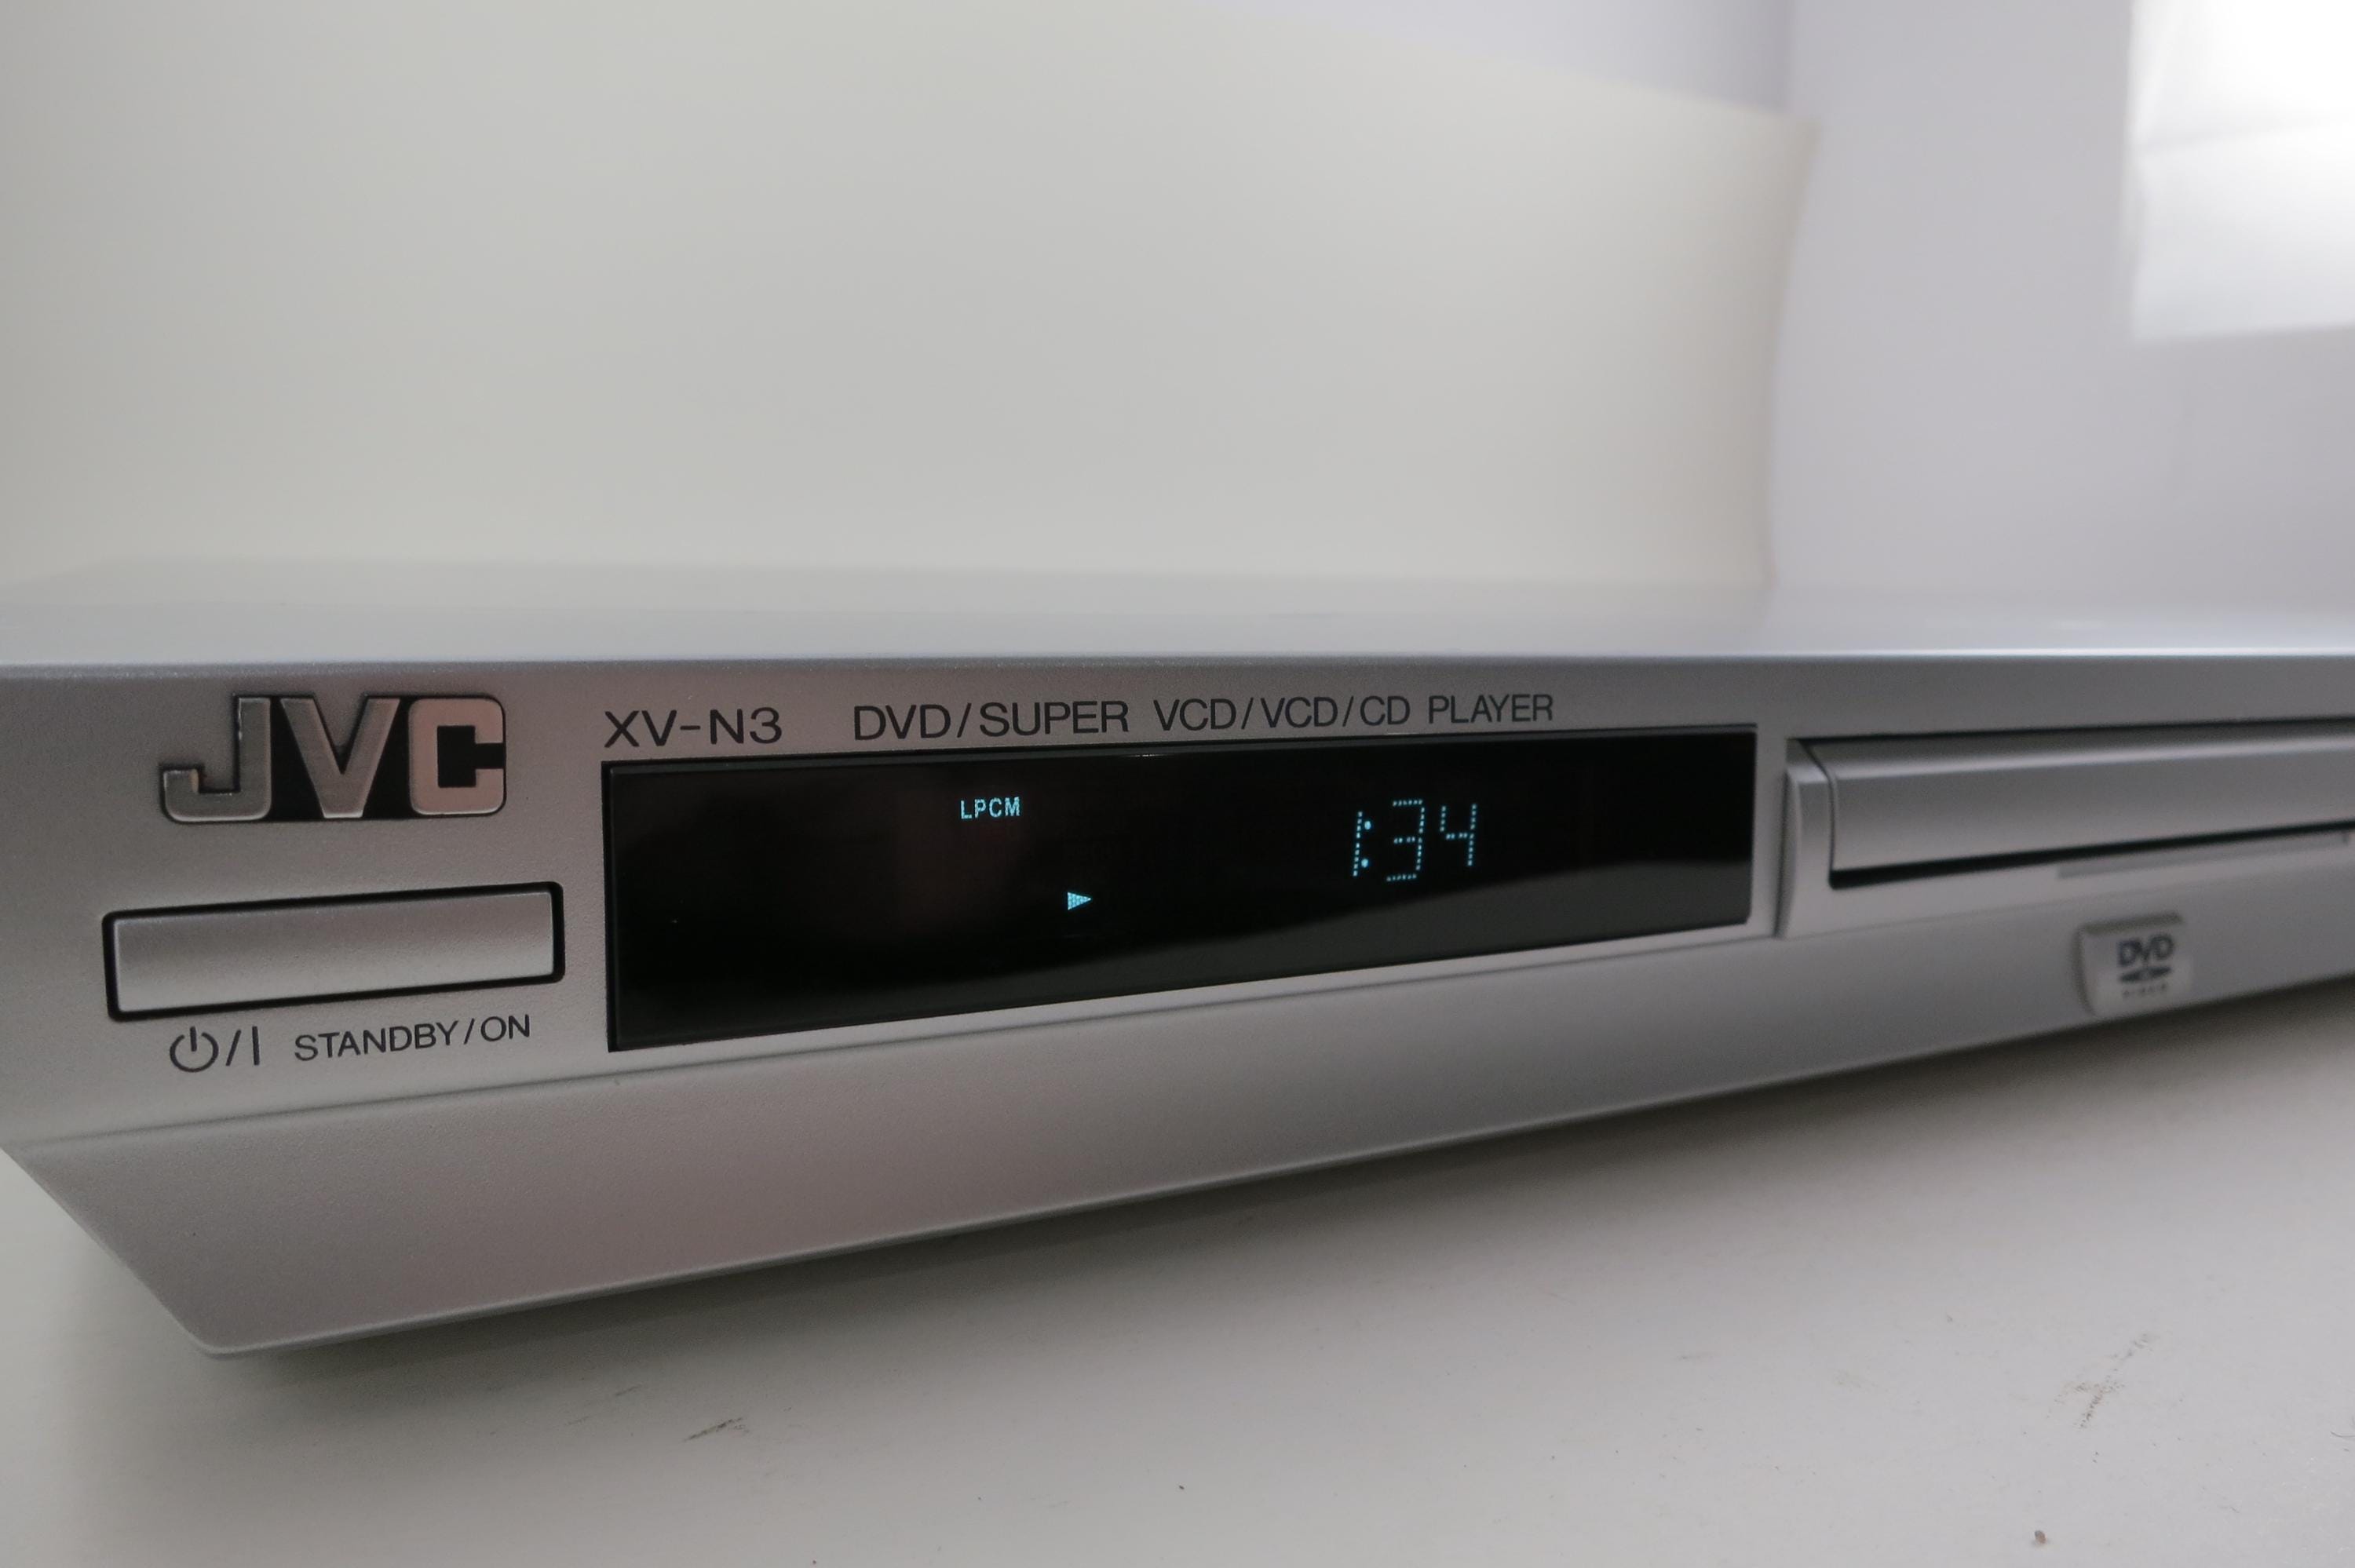 JVC
XV-N3 DVD/SUPER VCD/VCD/CD PLAYER
LPCM
1:34
STANDBY/ON
DVD